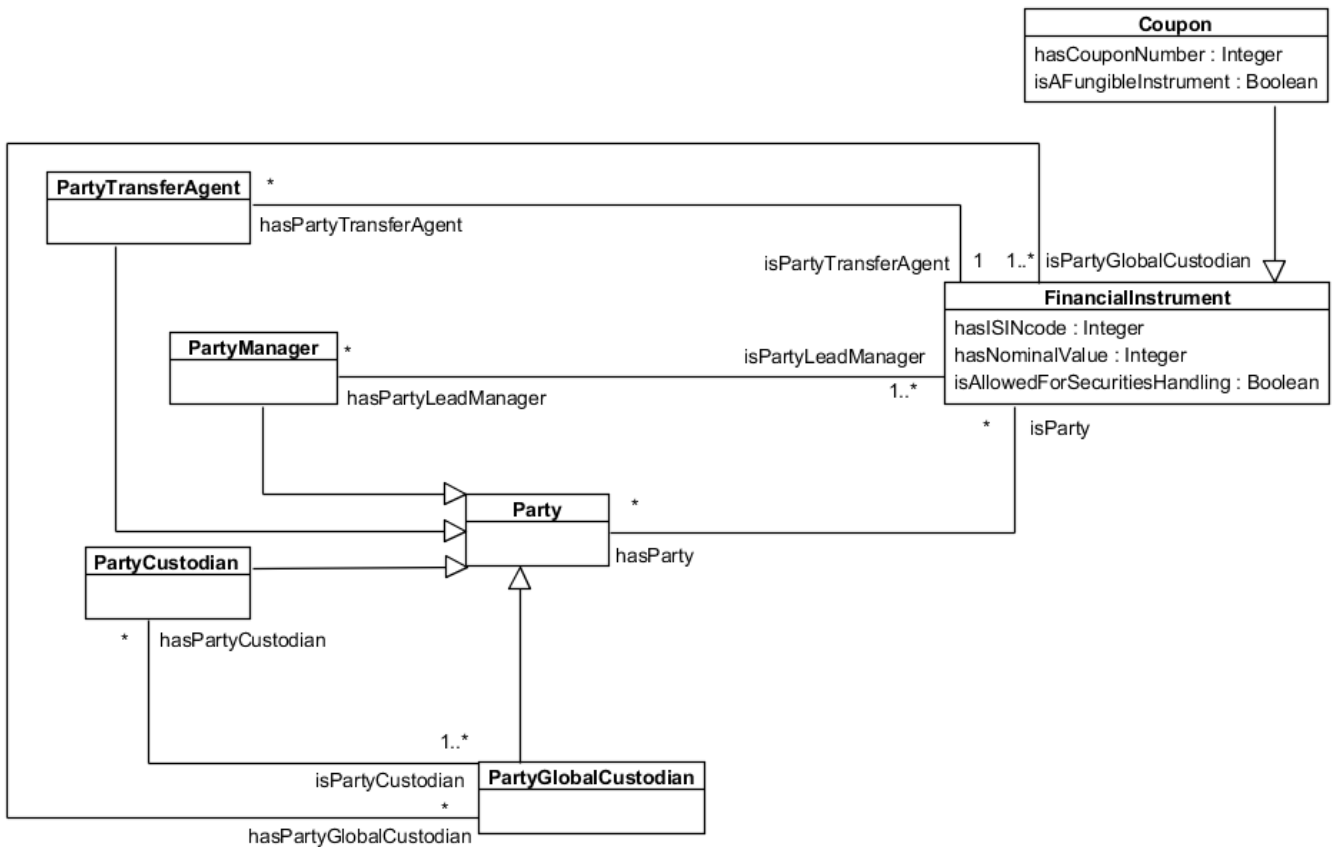 Coupon
hasCouponNumber : Integer
isAFungibleInstrument : Boolean
PartyTransferAgent
*
hasPartyTransferAgent
isPartyTransferAgent
1
1..*
isPartyGlobalCustodian
FinancialInstrument
hasISINcode : Integer
hasNominalValue : Integer
isAllowedForSecuritiesHandling : Boolean
PartyManager
*
hasPartyLeadManager
isPartyLeadManager
1..*
*
isParty
Party
*
hasParty
PartyCustodian
*
hasPartyCustodian
1..*
isPartyCustodian
PartyGlobalCustodian
*
hasPartyGlobalCustodian